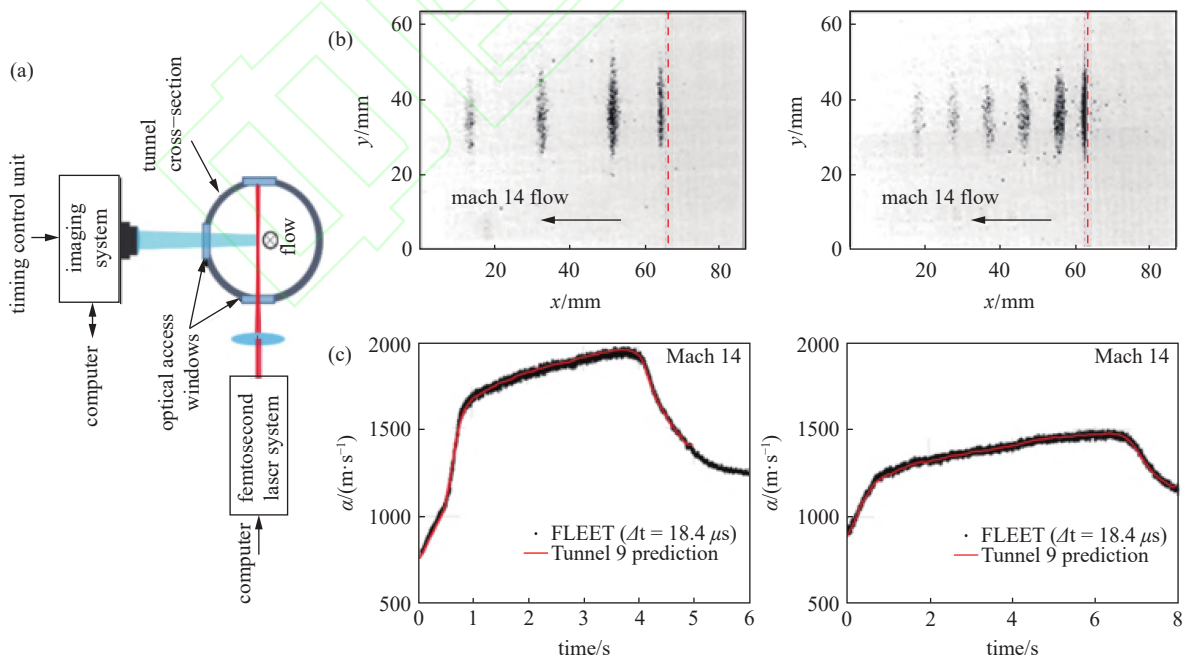 (a)
timing control unit
imaging
system
computer
tunnel
cross−section
flow
optical access
windows
femtosecond
laser system
computer
(b)
60
40
20
0
y/mm
mach 14 flow
20
40
60
80
x/mm
60
40
20
0
y/mm
mach 14 flow
20
40
60
80
x/mm
(c)
2000
1500
1000
500
α/(m·s⁻¹)
Mach 14
FLEET (Δt = 18.4 μs)
Tunnel 9 prediction
0
1
2
3
4
5
6
time/s
2000
1500
1000
500
α/(m·s⁻¹)
Mach 14
FLEET (Δt = 18.4 μs)
Tunnel 9 prediction
0
2
4
6
8
time/s